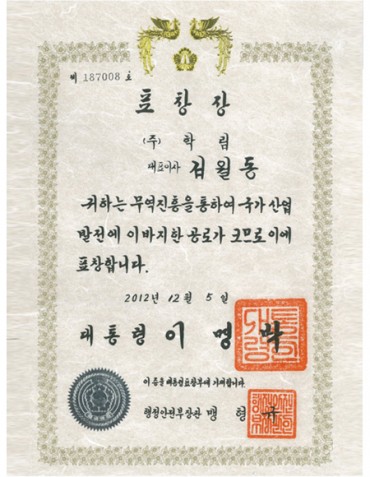 제 187008 호
표창장
(주) 학림
대표이사 김월동
귀하는 무역진흥을 통하여 국가 산업
발전에 이바지한 공로가 크므로 이에
표창합니다.
2012년 12월 5일
대통령 이명박
이 증을 대통령표창부에 기재합니다.
행정안전부장관 맹형규